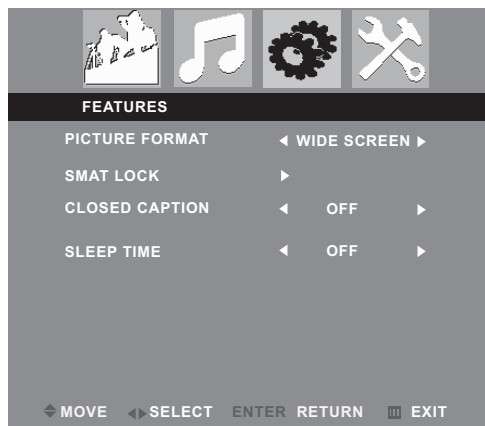 FEATURES
PICTURE FORMAT WIDE SCREEN
SMAT LOCK
CLOSED CAPTION OFF
SLEEP TIME OFF
MOVE SELECT ENTER RETURN EXIT